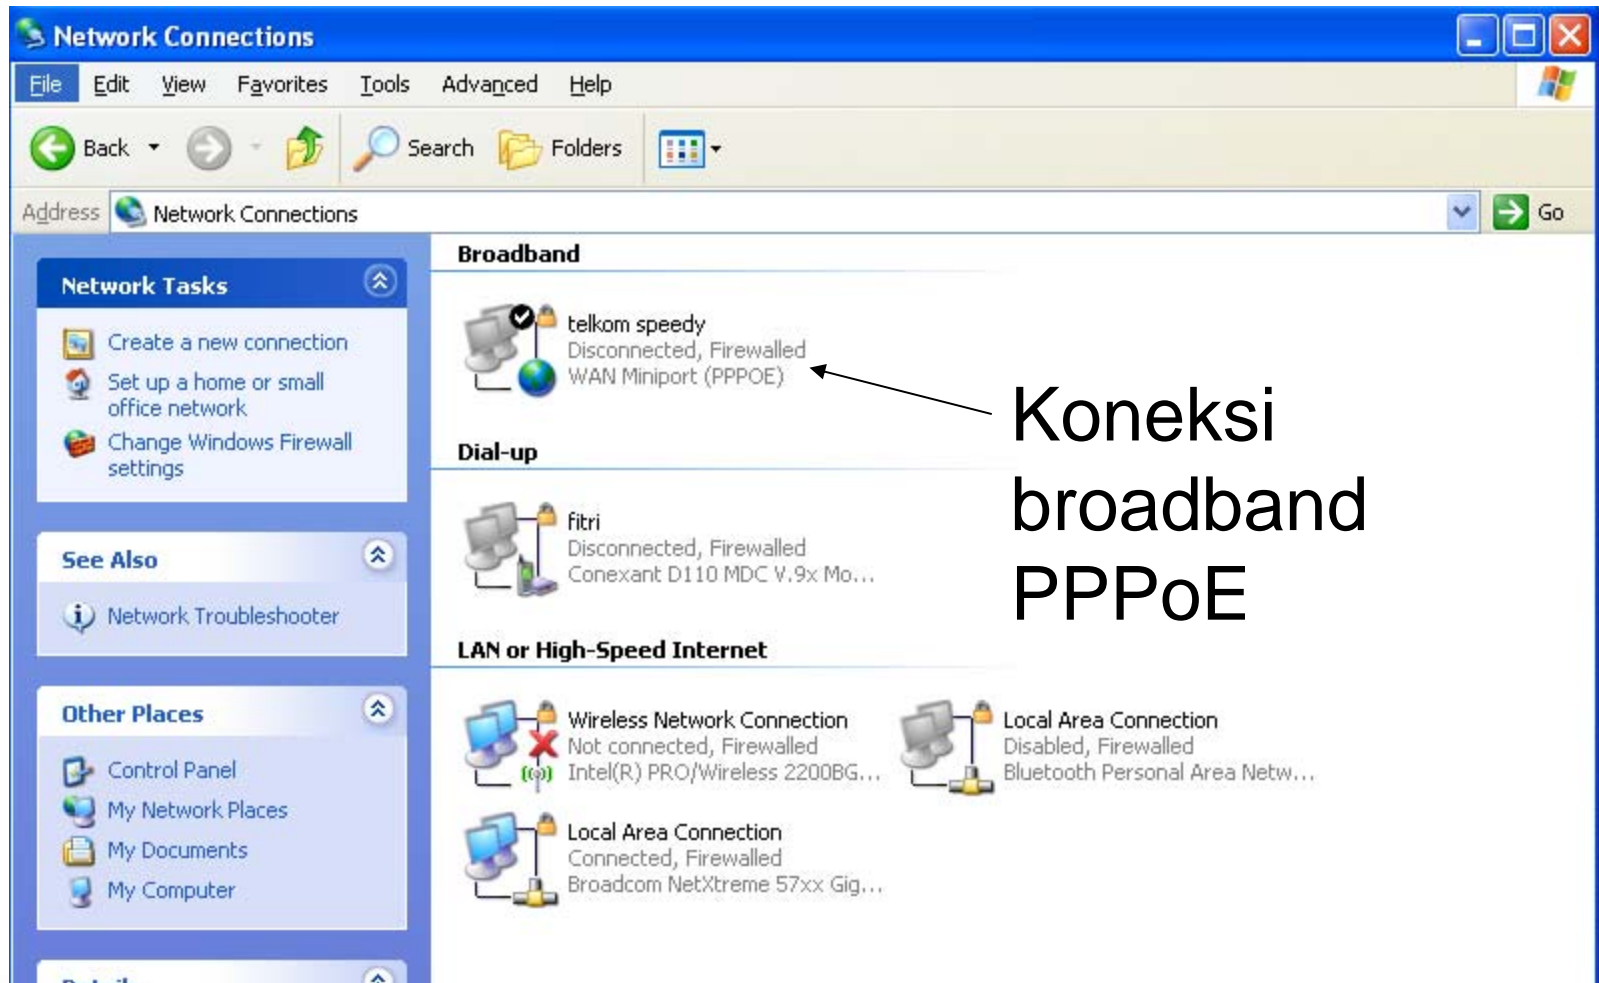 Network Connections
File Edit View Favorites Tools Advanced Help
Back Search Folders
Address Network Connections Go
Network Tasks
Create a new connection
Set up a home or small
office network
Change Windows Firewall
settings
See Also
Network Troubleshooter
Other Places
Control Panel
My Network Places
My Documents
My Computer
Broadband
telkom speedy
Disconnected, Firewalled
WAN Miniport (PPPOE)
Dial-up
fitri
Disconnected, Firewalled
Conexant D110 MDC V.9x Mo...
LAN or High-Speed Internet
Wireless Network Connection
Not connected, Firewalled
Intel(R) PRO/Wireless 2200BG...
Local Area Connection
Disabled, Firewalled
Bluetooth Personal Area Netw...
Local Area Connection
Connected, Firewalled
Broadcom NetXtreme 57xx Gig...
Koneksi
broadband
PPPoE